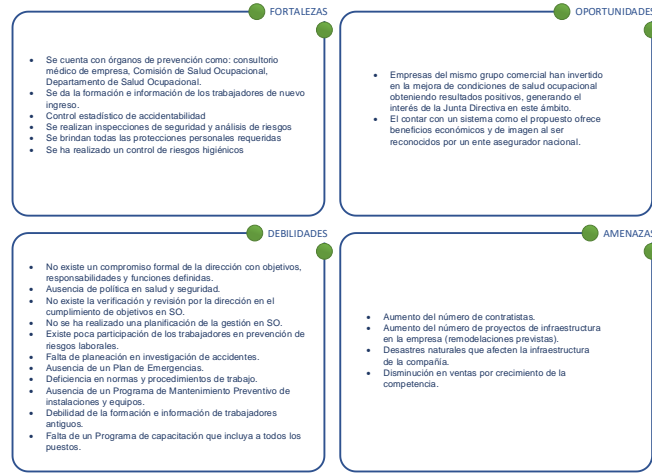 FORTALEZAS
• Se cuenta con órganos de prevención como: consultorio
médico de empresa, Comisión de Salud Ocupacional,
Departamento de Salud Ocupacional.
• Se da la formación e información de los trabajadores de nuevo
ingreso.
• Control estadístico de accidentabilidad
• Se realizan inspecciones de seguridad y análisis de riesgos
• Se brindan todas las protecciones personales requeridas
• Se ha realizado un control de riesgos higiénicos
OPORTUNIDADES
• Empresas del mismo grupo comercial han invertido
en la mejora de condiciones de salud ocupacional
obteniendo resultados positivos, generando el
interés de la Junta Directiva en este ámbito.
• El contar con un sistema como el propuesto ofrece
beneficios económicos y de imagen al ser
reconocidos por un ente asegurador nacional.
DEBILIDADES
• No existe un compromiso formal de la dirección con objetivos,
responsabilidades y funciones definidas.
• Ausencia de política en salud y seguridad.
• No existe la verificación y revisión por la dirección en el
cumplimiento de objetivos en SO.
• No se ha realizado una planificación de la gestión en SO.
• Existe poca participación de los trabajadores en prevención de
riesgos laborales.
• Falta de planeación en investigación de accidentes.
• Ausencia de un Plan de Emergencias.
• Deficiencia en normas y procedimientos de trabajo.
• Ausencia de un Programa de Mantenimiento Preventivo de
instalaciones y equipos.
• Debilidad de la formación e información de trabajadores
antiguos.
• Falta de un Programa de capacitación que incluya a todos los
puestos.
AMENAZAS
• Aumento del número de contratistas.
• Aumento del número de proyectos de infraestructura
en la empresa (remodelaciones previstas).
• Desastres naturales que afecten la infraestructura
de la compañía.
• Disminución en ventas por crecimiento de la
competencia.